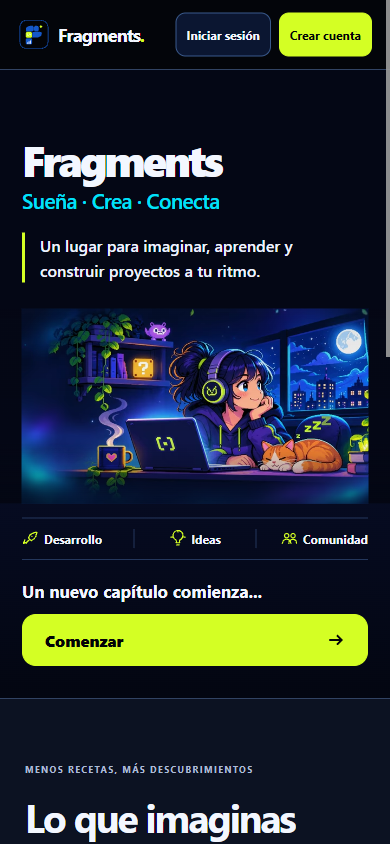 Fragments.
Iniciar sesión
Crear cuenta
Fragments
Sueña · Crea · Conecta
Un lugar para imaginar, aprender y
construir proyectos a tu ritmo.
?
z z z
Desarrollo
Ideas
Comunidad
Un nuevo capítulo comienza...
Comenzar →
MENOS RECETAS, MÁS DESCUBRIMIENTOS
Lo que imaginas